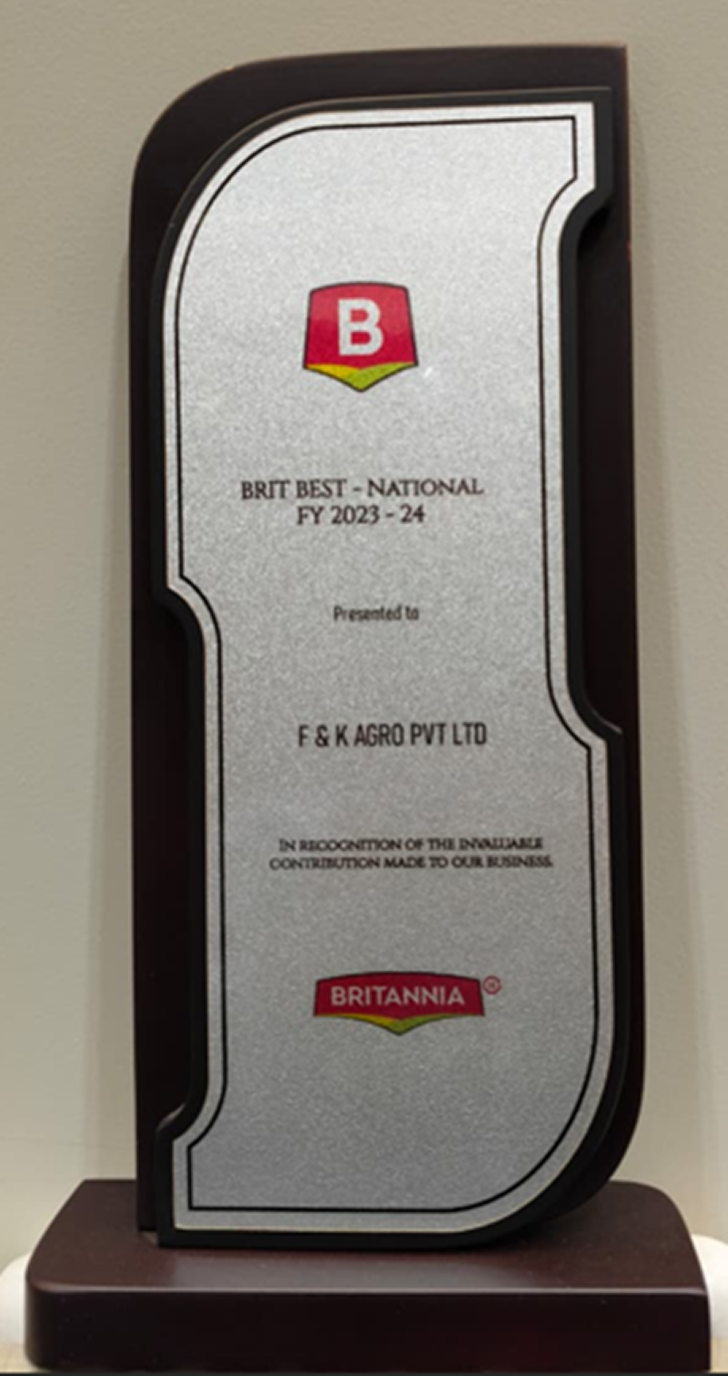 B
BRIT BEST - NATIONAL
FY 2023 - 24
Presented to
F & K AGRO PVT LTD
IN RECOGNITION OF THE INVALUABLE
CONTRIBUTION MADE TO OUR BUSINESS.
BRITANNIA ®